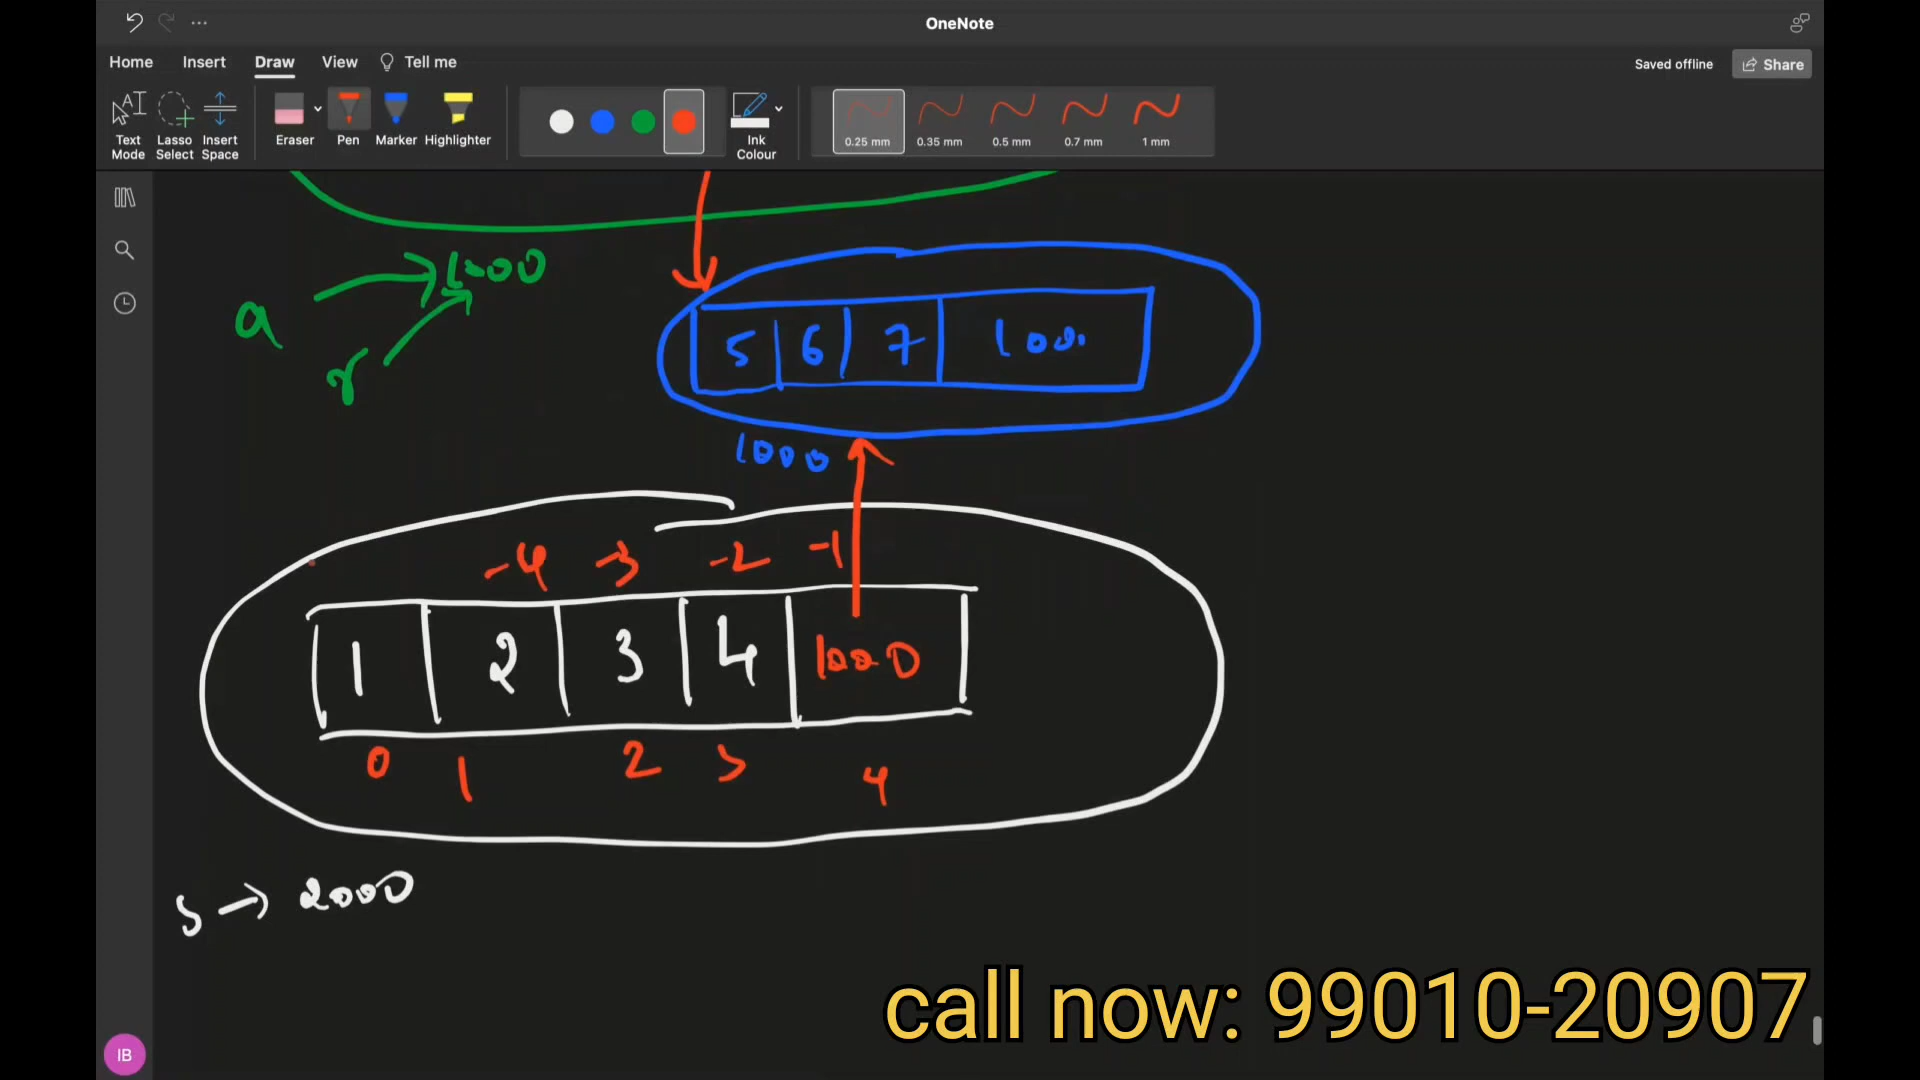 OneNote
Home Insert Draw View Tell me
Saved offline Share
Text Mode
Lasso Select
Insert Space
Eraser
Pen
Marker
Highlighter
Ink Colour
0.25 mm
0.35 mm
0.5 mm
0.7 mm
1 mm
a 1000
r
5 6 7
1000
-4 -3 -2 -1
1 2 3 4 1000
0 1 2 3 4
s → 2000
call now: 99010-20907
IB